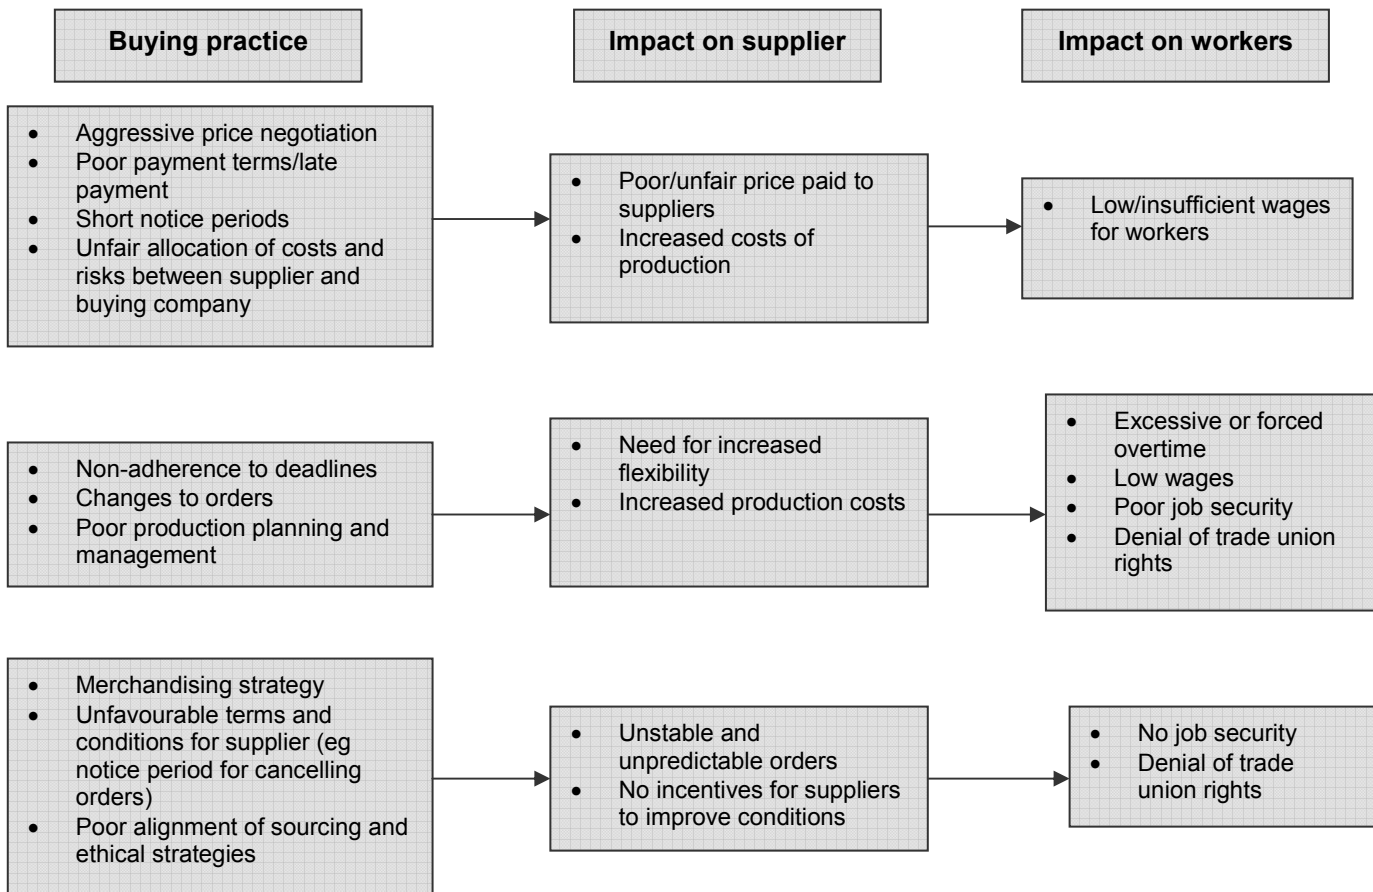 Buying practice
Impact on supplier
Impact on workers
• Aggressive price negotiation
• Poor payment terms/late
payment
• Short notice periods
• Unfair allocation of costs and
risks between supplier and
buying company
• Poor/unfair price paid to
suppliers
• Increased costs of
production
• Low/insufficient wages
for workers
• Non-adherence to deadlines
• Changes to orders
• Poor production planning and
management
• Need for increased
flexibility
• Increased production costs
• Excessive or forced
overtime
• Low wages
• Poor job security
• Denial of trade union
rights
• Merchandising strategy
• Unfavourable terms and
conditions for supplier (eg
notice period for cancelling
orders)
• Poor alignment of sourcing and
ethical strategies
• Unstable and
unpredictable orders
• No incentives for suppliers
to improve conditions
• No job security
• Denial of trade
union rights